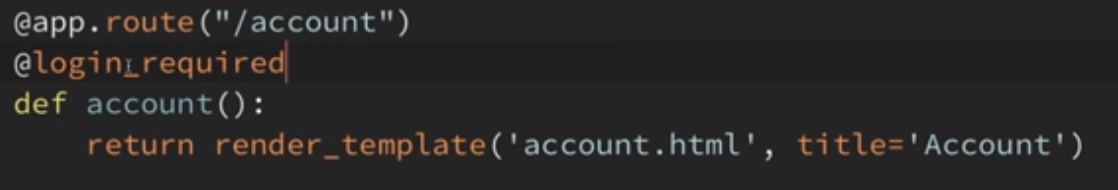 @app.route("/account")
@login_required
def account():
    return render_template('account.html', title='Account')